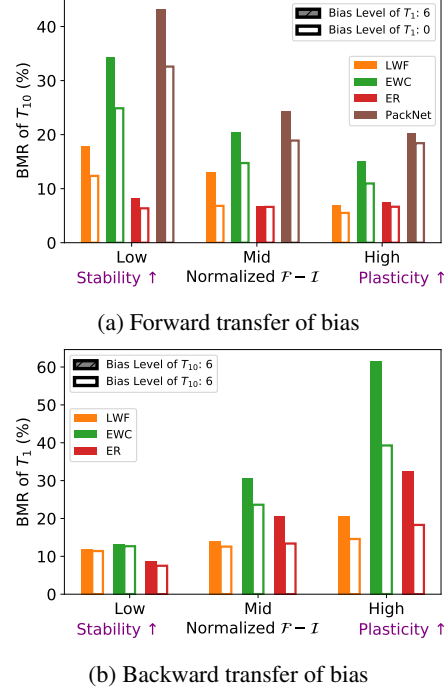 40
30
20
10
0
BMR of T10 (%)
Bias Level of T1: 6
Bias Level of T1: 0
LWF
EWC
ER
PackNet
Low
Mid
High
Stability ↑
Normalized ℱ − ℐ
Plasticity ↑
(a) Forward transfer of bias
60
50
40
30
20
10
0
BMR of T1 (%)
Bias Level of T10: 6
Bias Level of T10: 6
LWF
EWC
ER
Low
Mid
High
Stability ↑
Normalized ℱ − ℐ
Plasticity ↑
(b) Backward transfer of bias